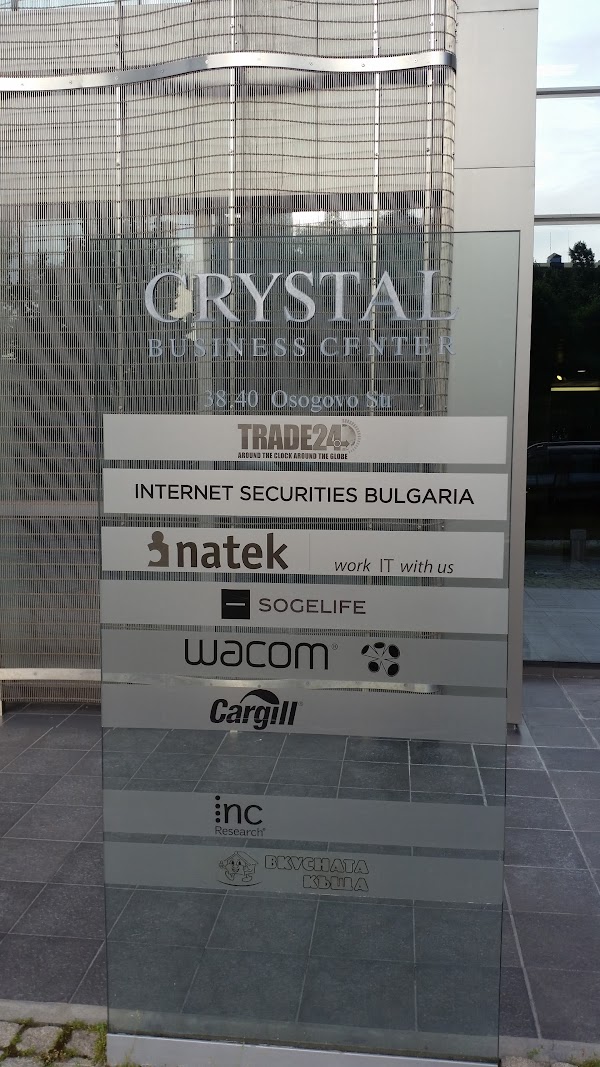 CRYSTAL
BUSINESS CENTER
38 40 Osogovo Str
TRADE24
AROUND THE CLOCK AROUND THE GLOBE
INTERNET SECURITIES BULGARIA
natek work IT with us
SOGELIFE
wacom®
Cargill®
inc
Research®
ВКУСНАТА
КЪЩА